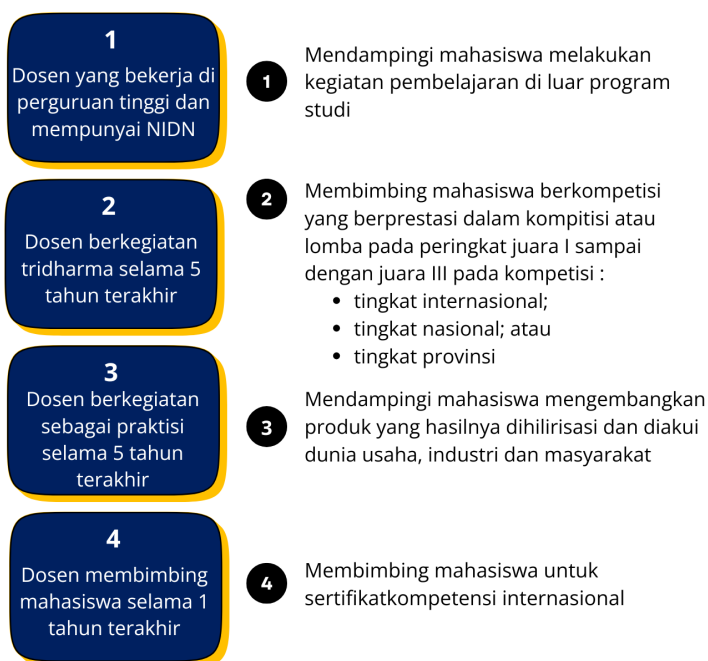 1
Dosen yang bekerja di
perguruan tinggi dan
mempunyai NIDN
2
Dosen berkegiatan
tridharma selama 5
tahun terakhir
3
Dosen berkegiatan
sebagai praktisi
selama 5 tahun
terakhir
4
Dosen membimbing
mahasiswa selama 1
tahun terakhir
1
Mendampingi mahasiswa melakukan
kegiatan pembelajaran di luar program
studi
2
Membimbing mahasiswa berkompetisi
yang berprestasi dalam kompitisi atau
lomba pada peringkat juara I sampai
dengan juara III pada kompetisi :
• tingkat internasional;
• tingkat nasional; atau
• tingkat provinsi
3
Mendampingi mahasiswa mengembangkan
produk yang hasilnya dihilirisasi dan diakui
dunia usaha, industri dan masyarakat
4
Membimbing mahasiswa untuk
sertifikatkompetensi internasional